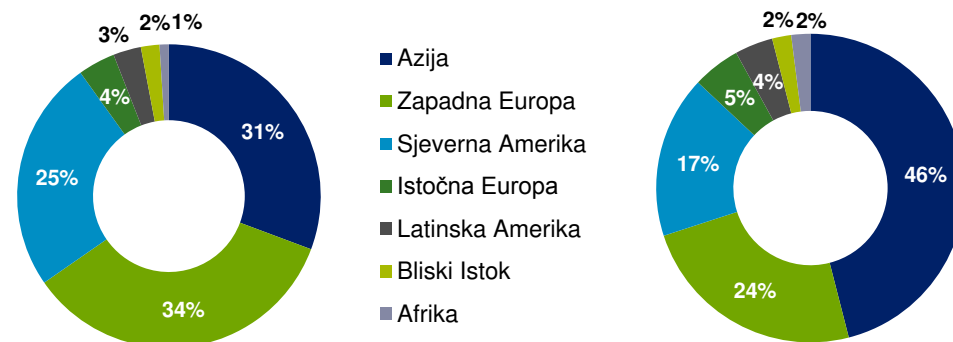 3%
2%
1%
4%
31%
25%
34%
Azija
Zapadna Europa
Sjeverna Amerika
Istočna Europa
Latinska Amerika
Bliski Istok
Afrika
2%
2%
4%
5%
17%
46%
24%